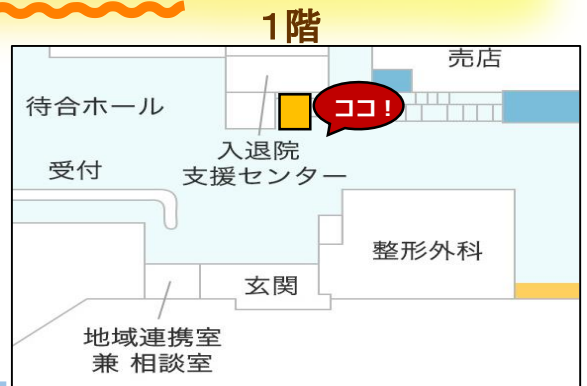 1階
売店
待合ホール
ココ！
入退院
支援センター
受付
整形外科
玄関
地域連携室
兼 相談室